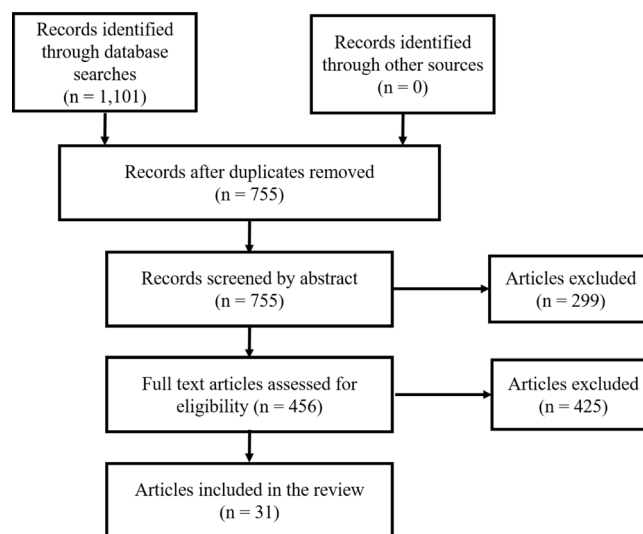 Records identified
through database
searches
(n = 1,101)
Records identified
through other sources
(n = 0)
Records after duplicates removed
(n = 755)
Records screened by abstract
(n = 755)
Articles excluded
(n = 299)
Full text articles assessed for
eligibility (n = 456)
Articles excluded
(n = 425)
Articles included in the review
(n = 31)